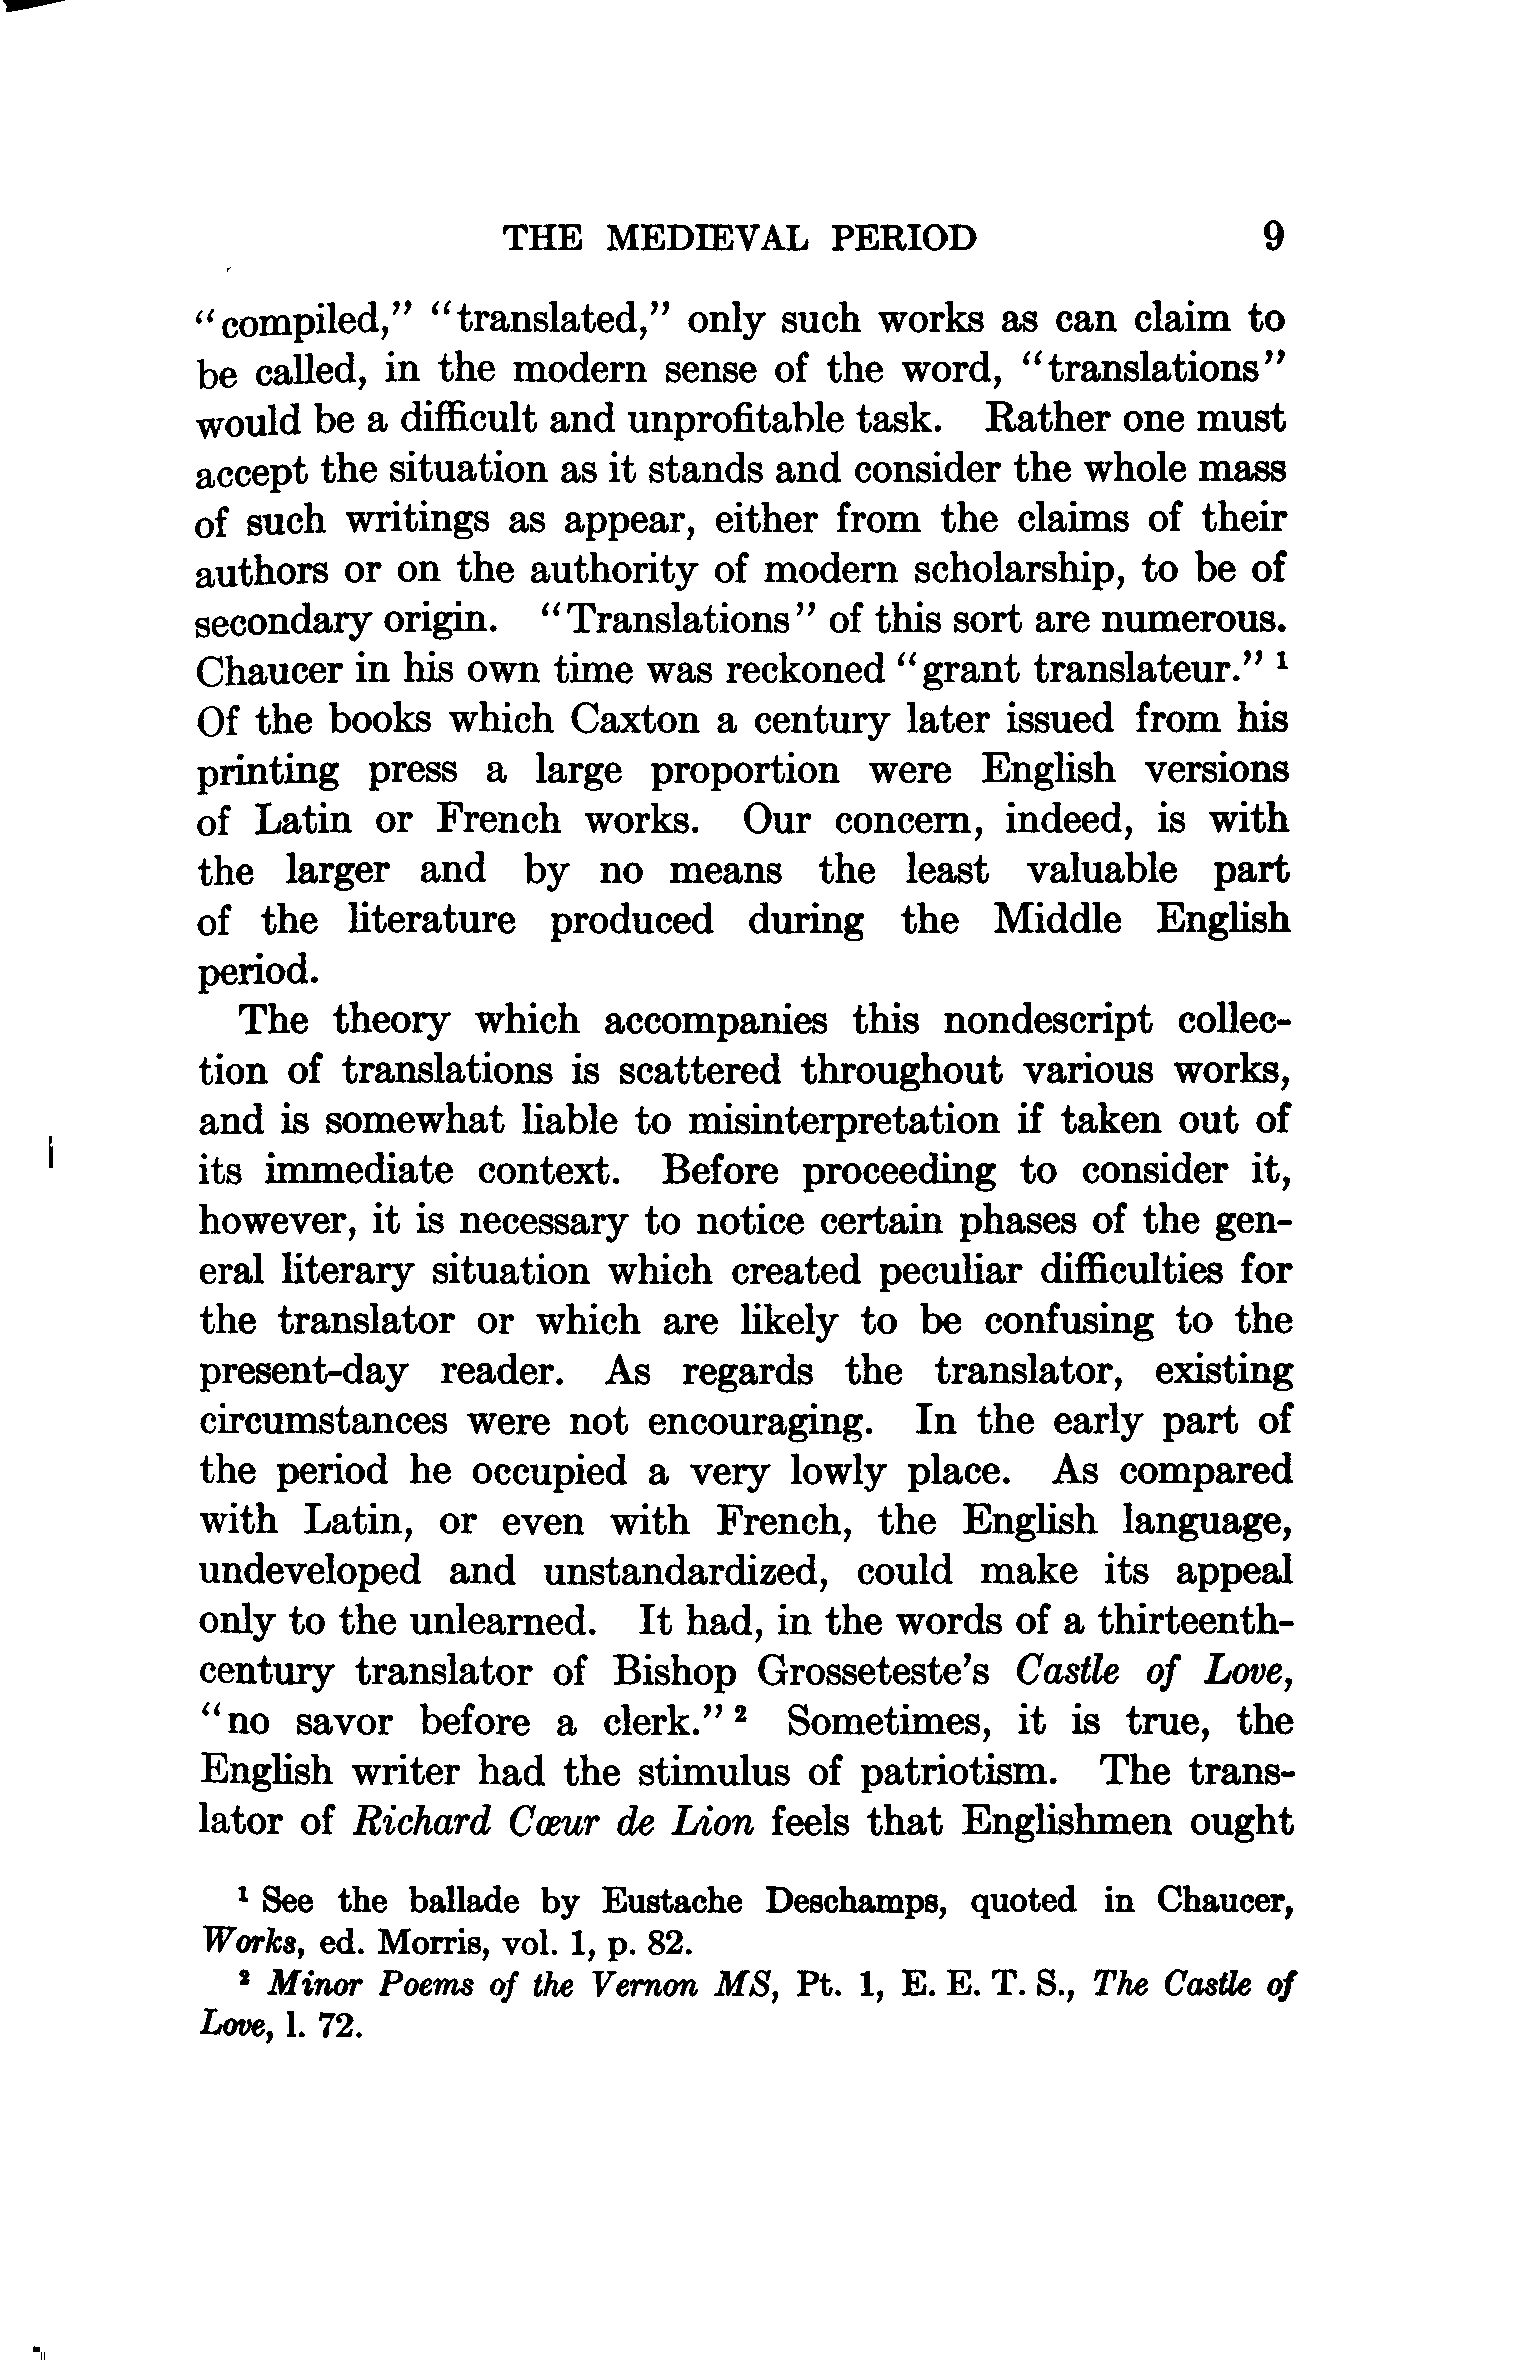 THE MEDIEVAL PERIOD 9
"compiled," "translated," only such works as can claim to
be called, in the modern sense of the word, "translations"
would be a difficult and unprofitable task. Rather one must
accept the situation as it stands and consider the whole mass
of such writings as appear, either from the claims of their
authors or on the authority of modern scholarship, to be of
secondary origin. "Translations" of this sort are numerous.
Chaucer in his own time was reckoned "grant translateur." ¹
Of the books which Caxton a century later issued from his
printing press a large proportion were English versions
of Latin or French works. Our concern, indeed, is with
the larger and by no means the least valuable part
of the literature produced during the Middle English
period.
The theory which accompanies this nondescript collec-
tion of translations is scattered throughout various works,
and is somewhat liable to misinterpretation if taken out of
its immediate context. Before proceeding to consider it,
however, it is necessary to notice certain phases of the gen-
eral literary situation which created peculiar difficulties for
the translator or which are likely to be confusing to the
present-day reader. As regards the translator, existing
circumstances were not encouraging. In the early part of
the period he occupied a very lowly place. As compared
with Latin, or even with French, the English language,
undeveloped and unstandardized, could make its appeal
only to the unlearned. It had, in the words of a thirteenth-
century translator of Bishop Grosseteste's Castle of Love,
"no savor before a clerk." ² Sometimes, it is true, the
English writer had the stimulus of patriotism. The trans-
lator of Richard Cœur de Lion feels that Englishmen ought
¹ See the ballade by Eustache Deschamps, quoted in Chaucer,
Works, ed. Morris, vol. 1, p. 82.
² Minor Poems of the Vernon MS, Pt. 1, E. E. T. S., The Castle of
Love, l. 72.